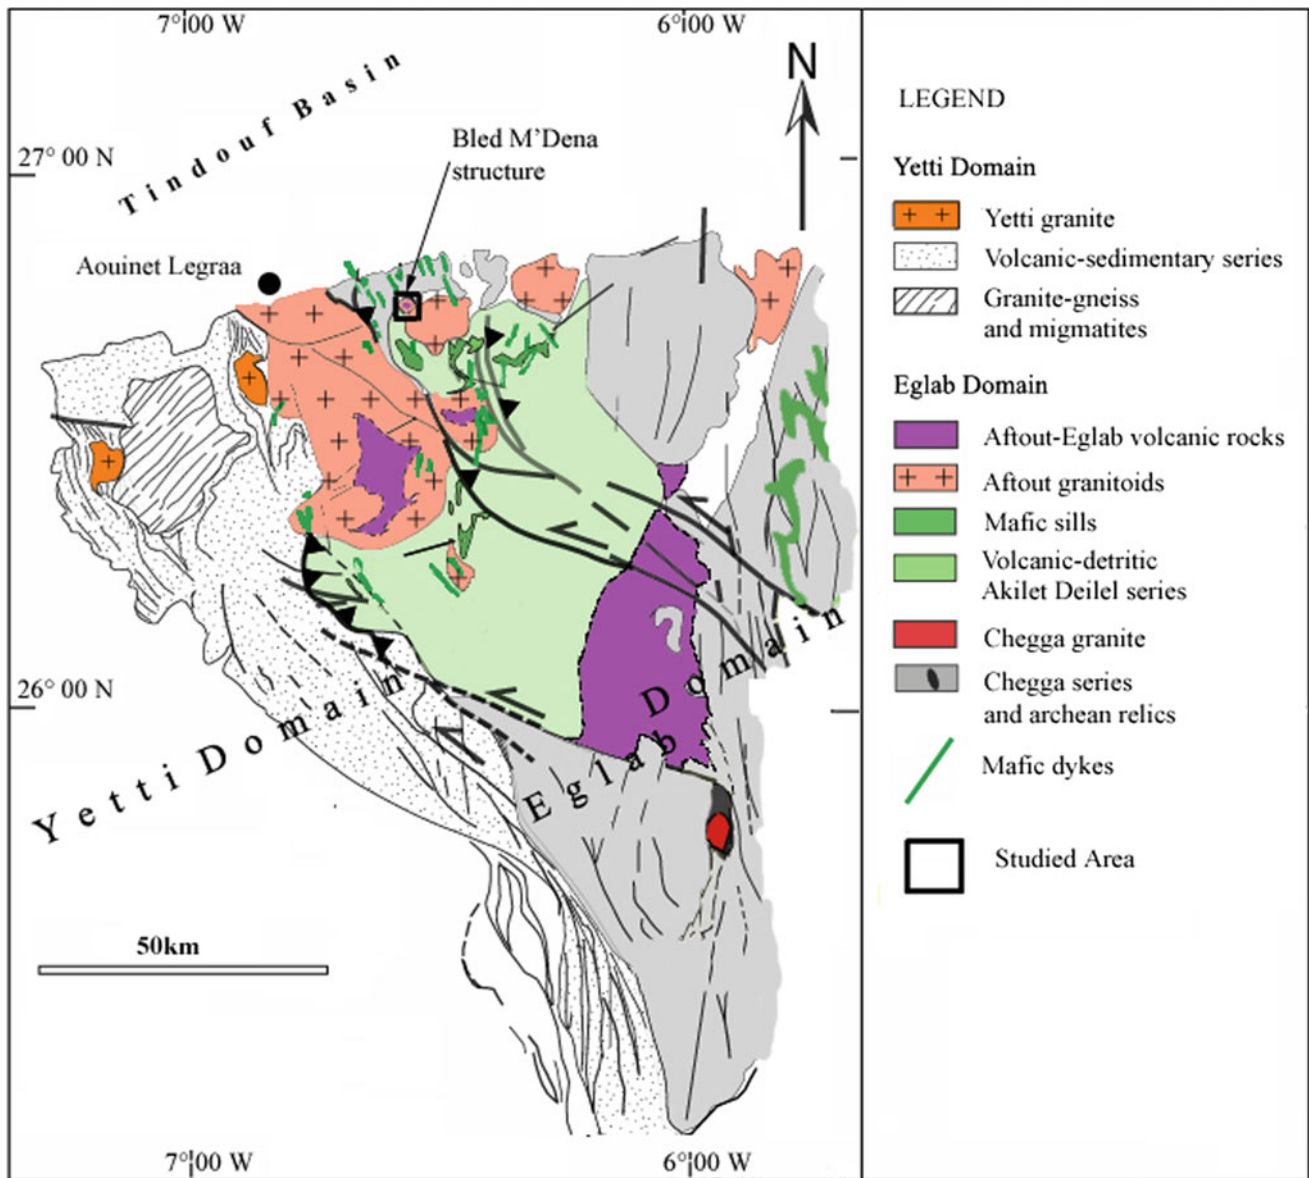 7°00 W
6°00 W
Tindouf Basin
N
27° 00 N
Bled M’Dena
structure
Aouinet Legraa
26° 00 N
Yetti Domain
Eglab Domain
50km
7°00 W
6°00 W
LEGEND
Yetti Domain
Yetti granite
Volcanic-sedimentary series
Granite-gneiss
and migmatites
Eglab Domain
Aftout-Eglab volcanic rocks
Aftout granitoids
Mafic sills
Volcanic-detritic
Akilet Deilel series
Chegga granite
Chegga series
and archean relics
Mafic dykes
Studied Area